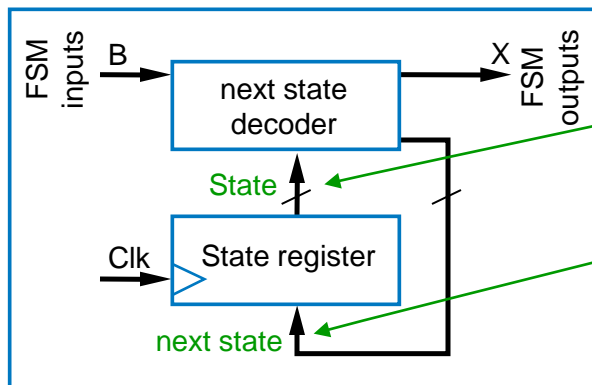 FSM
inputs
B
next state
decoder
X
FSM
outputs
State
Clk
State register
next state